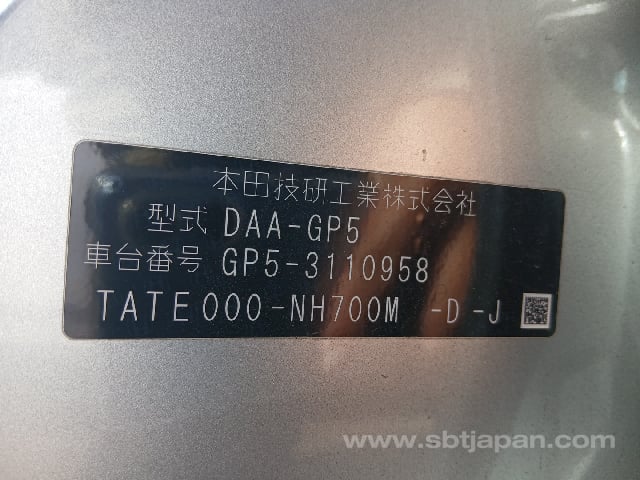 本田技研工業株式会社
型式 DAA-GP5
車台番号 GP5-3110958
TATE000-NH700M -D-J
www.sbtjapan.com